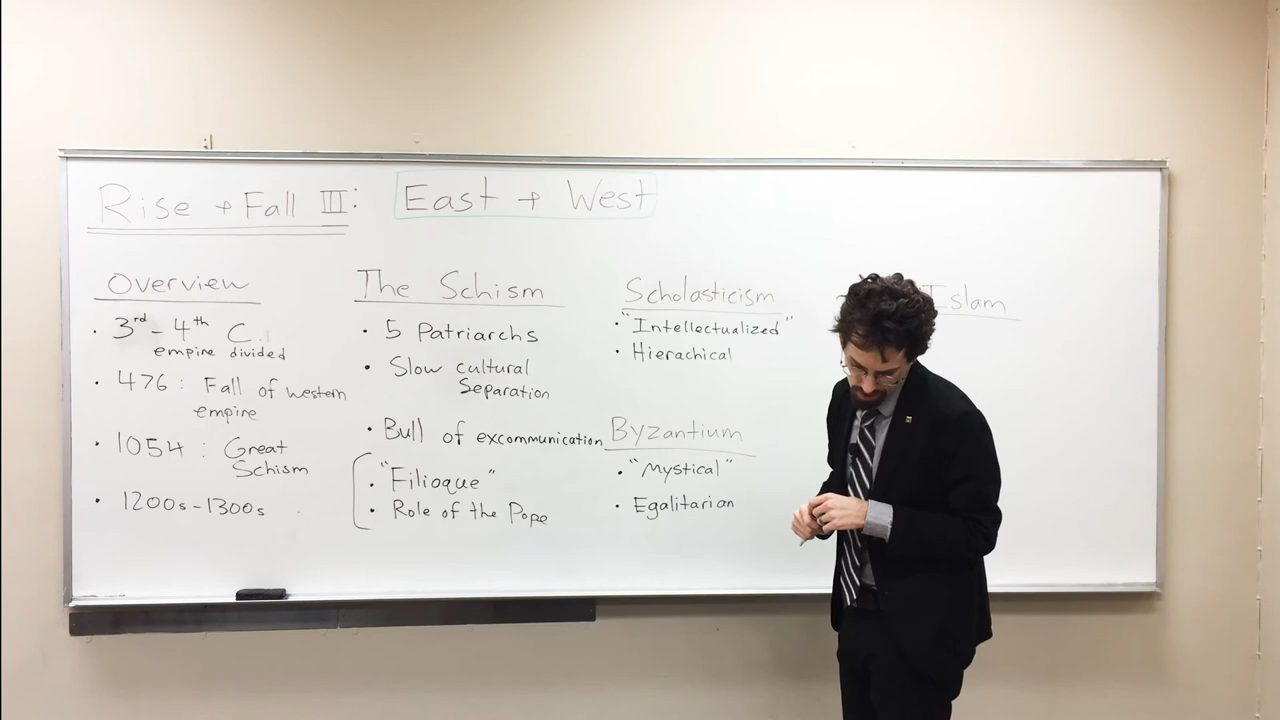 Rise + Fall III: East + West
Overview
• 3rd - 4th C.
empire divided
• 476: Fall of western
empire
• 1054: Great
Schism
• 1200s-1300s
The Schism
• 5 Patriarchs
• Slow cultural
Separation
• Bull of excommunication
• "Filioque"
• Role of the Pope
Scholasticism
• "Intellectualized"
• Hierachical
Byzantium
• "Mystical"
• Egalitarian
Islam